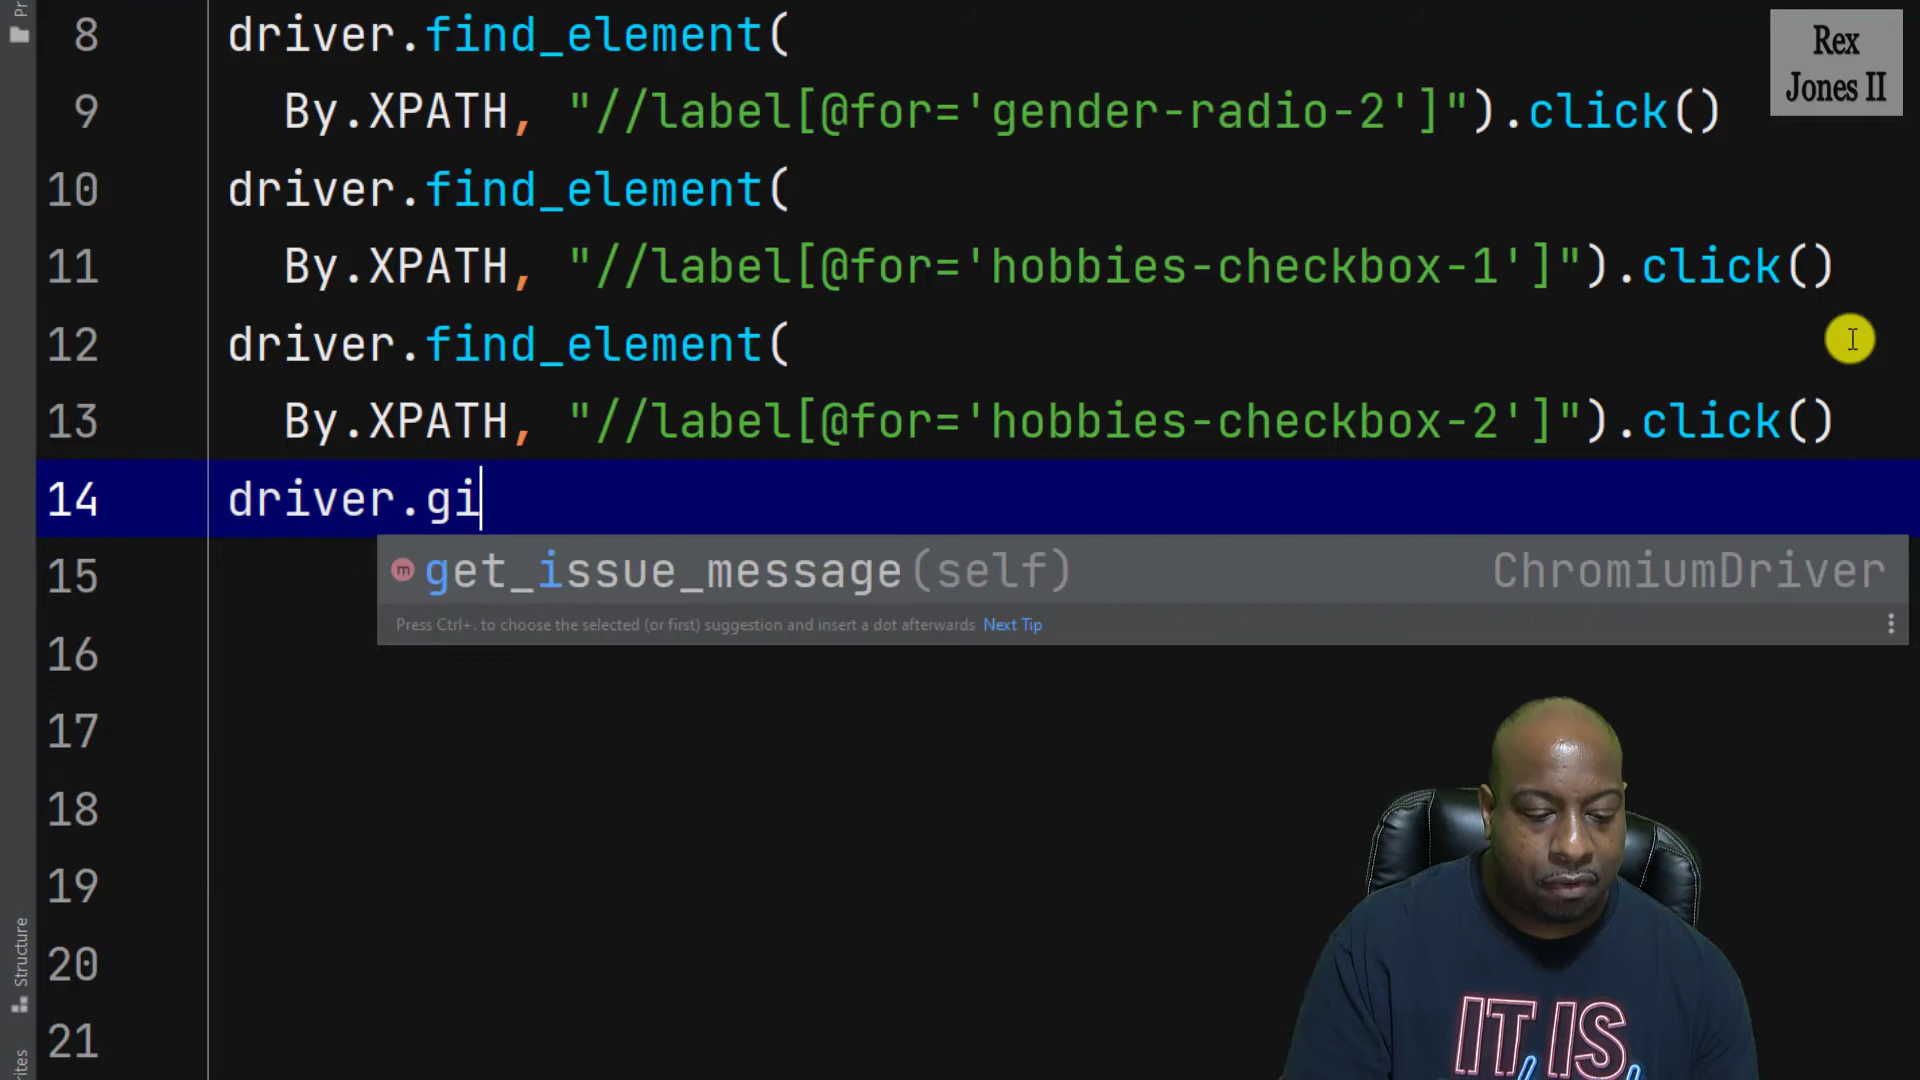 Pr
Rex
Jones II
8 driver.find_element(
9 By.XPATH, "//label[@for='gender-radio-2']").click()
10 driver.find_element(
11 By.XPATH, "//label[@for='hobbies-checkbox-1']").click()
12 driver.find_element(
13 By.XPATH, "//label[@for='hobbies-checkbox-2']").click()
14 driver.gi
m get_issue_message(self) ChromiumDriver
Press Ctrl+. to choose the selected (or first) suggestion and insert a dot afterwards Next Tip
15
16
17
18
19
20
21
Structure
rites
IT IS